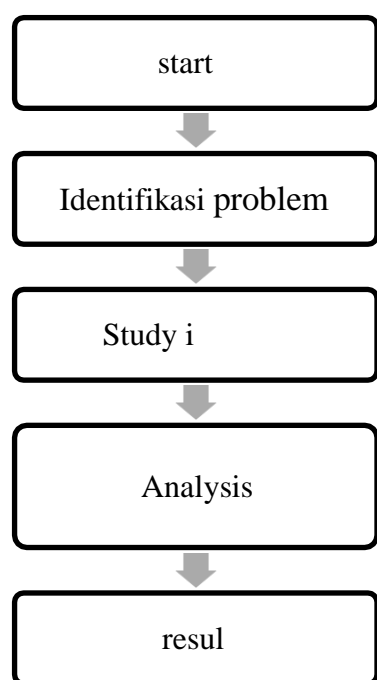 start
Identifikasi problem
Study i
Analysis
resul